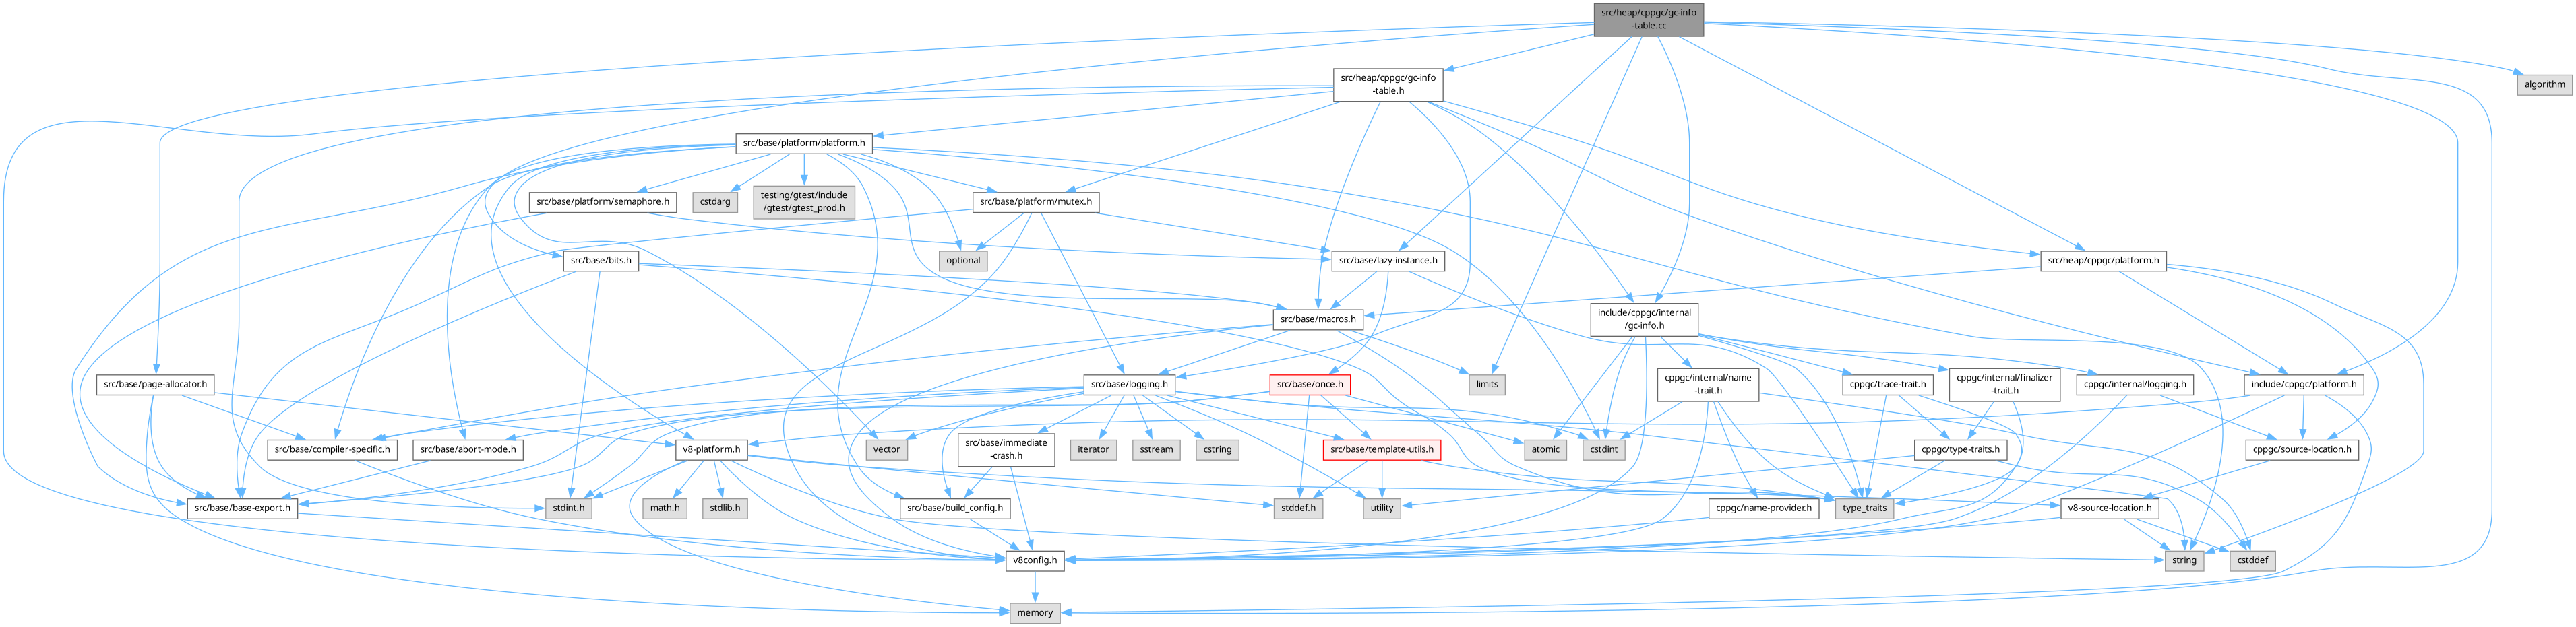 src/heap/cppgc/gc-info
-table.cc
src/heap/cppgc/gc-info
-table.h
algorithm
src/base/platform/platform.h
src/base/platform/semaphore.h
cstdarg
testing/gtest/include
/gtest/gtest_prod.h
src/base/platform/mutex.h
src/base/bits.h
optional
src/base/lazy-instance.h
src/heap/cppgc/platform.h
src/base/macros.h
include/cppgc/internal
/gc-info.h
src/base/page-allocator.h
src/base/logging.h
src/base/once.h
limits
cppgc/internal/name
-trait.h
cppgc/trace-trait.h
cppgc/internal/finalizer
-trait.h
cppgc/internal/logging.h
include/cppgc/platform.h
src/base/compiler-specific.h
src/base/abort-mode.h
v8-platform.h
vector
src/base/immediate
-crash.h
iterator
sstream
cstring
src/base/template-utils.h
atomic
cstdint
cppgc/type-traits.h
cppgc/source-location.h
src/base/base-export.h
stdint.h
math.h
stdlib.h
src/base/build_config.h
stddef.h
utility
cppgc/name-provider.h
type_traits
v8-source-location.h
v8config.h
string
cstddef
memory